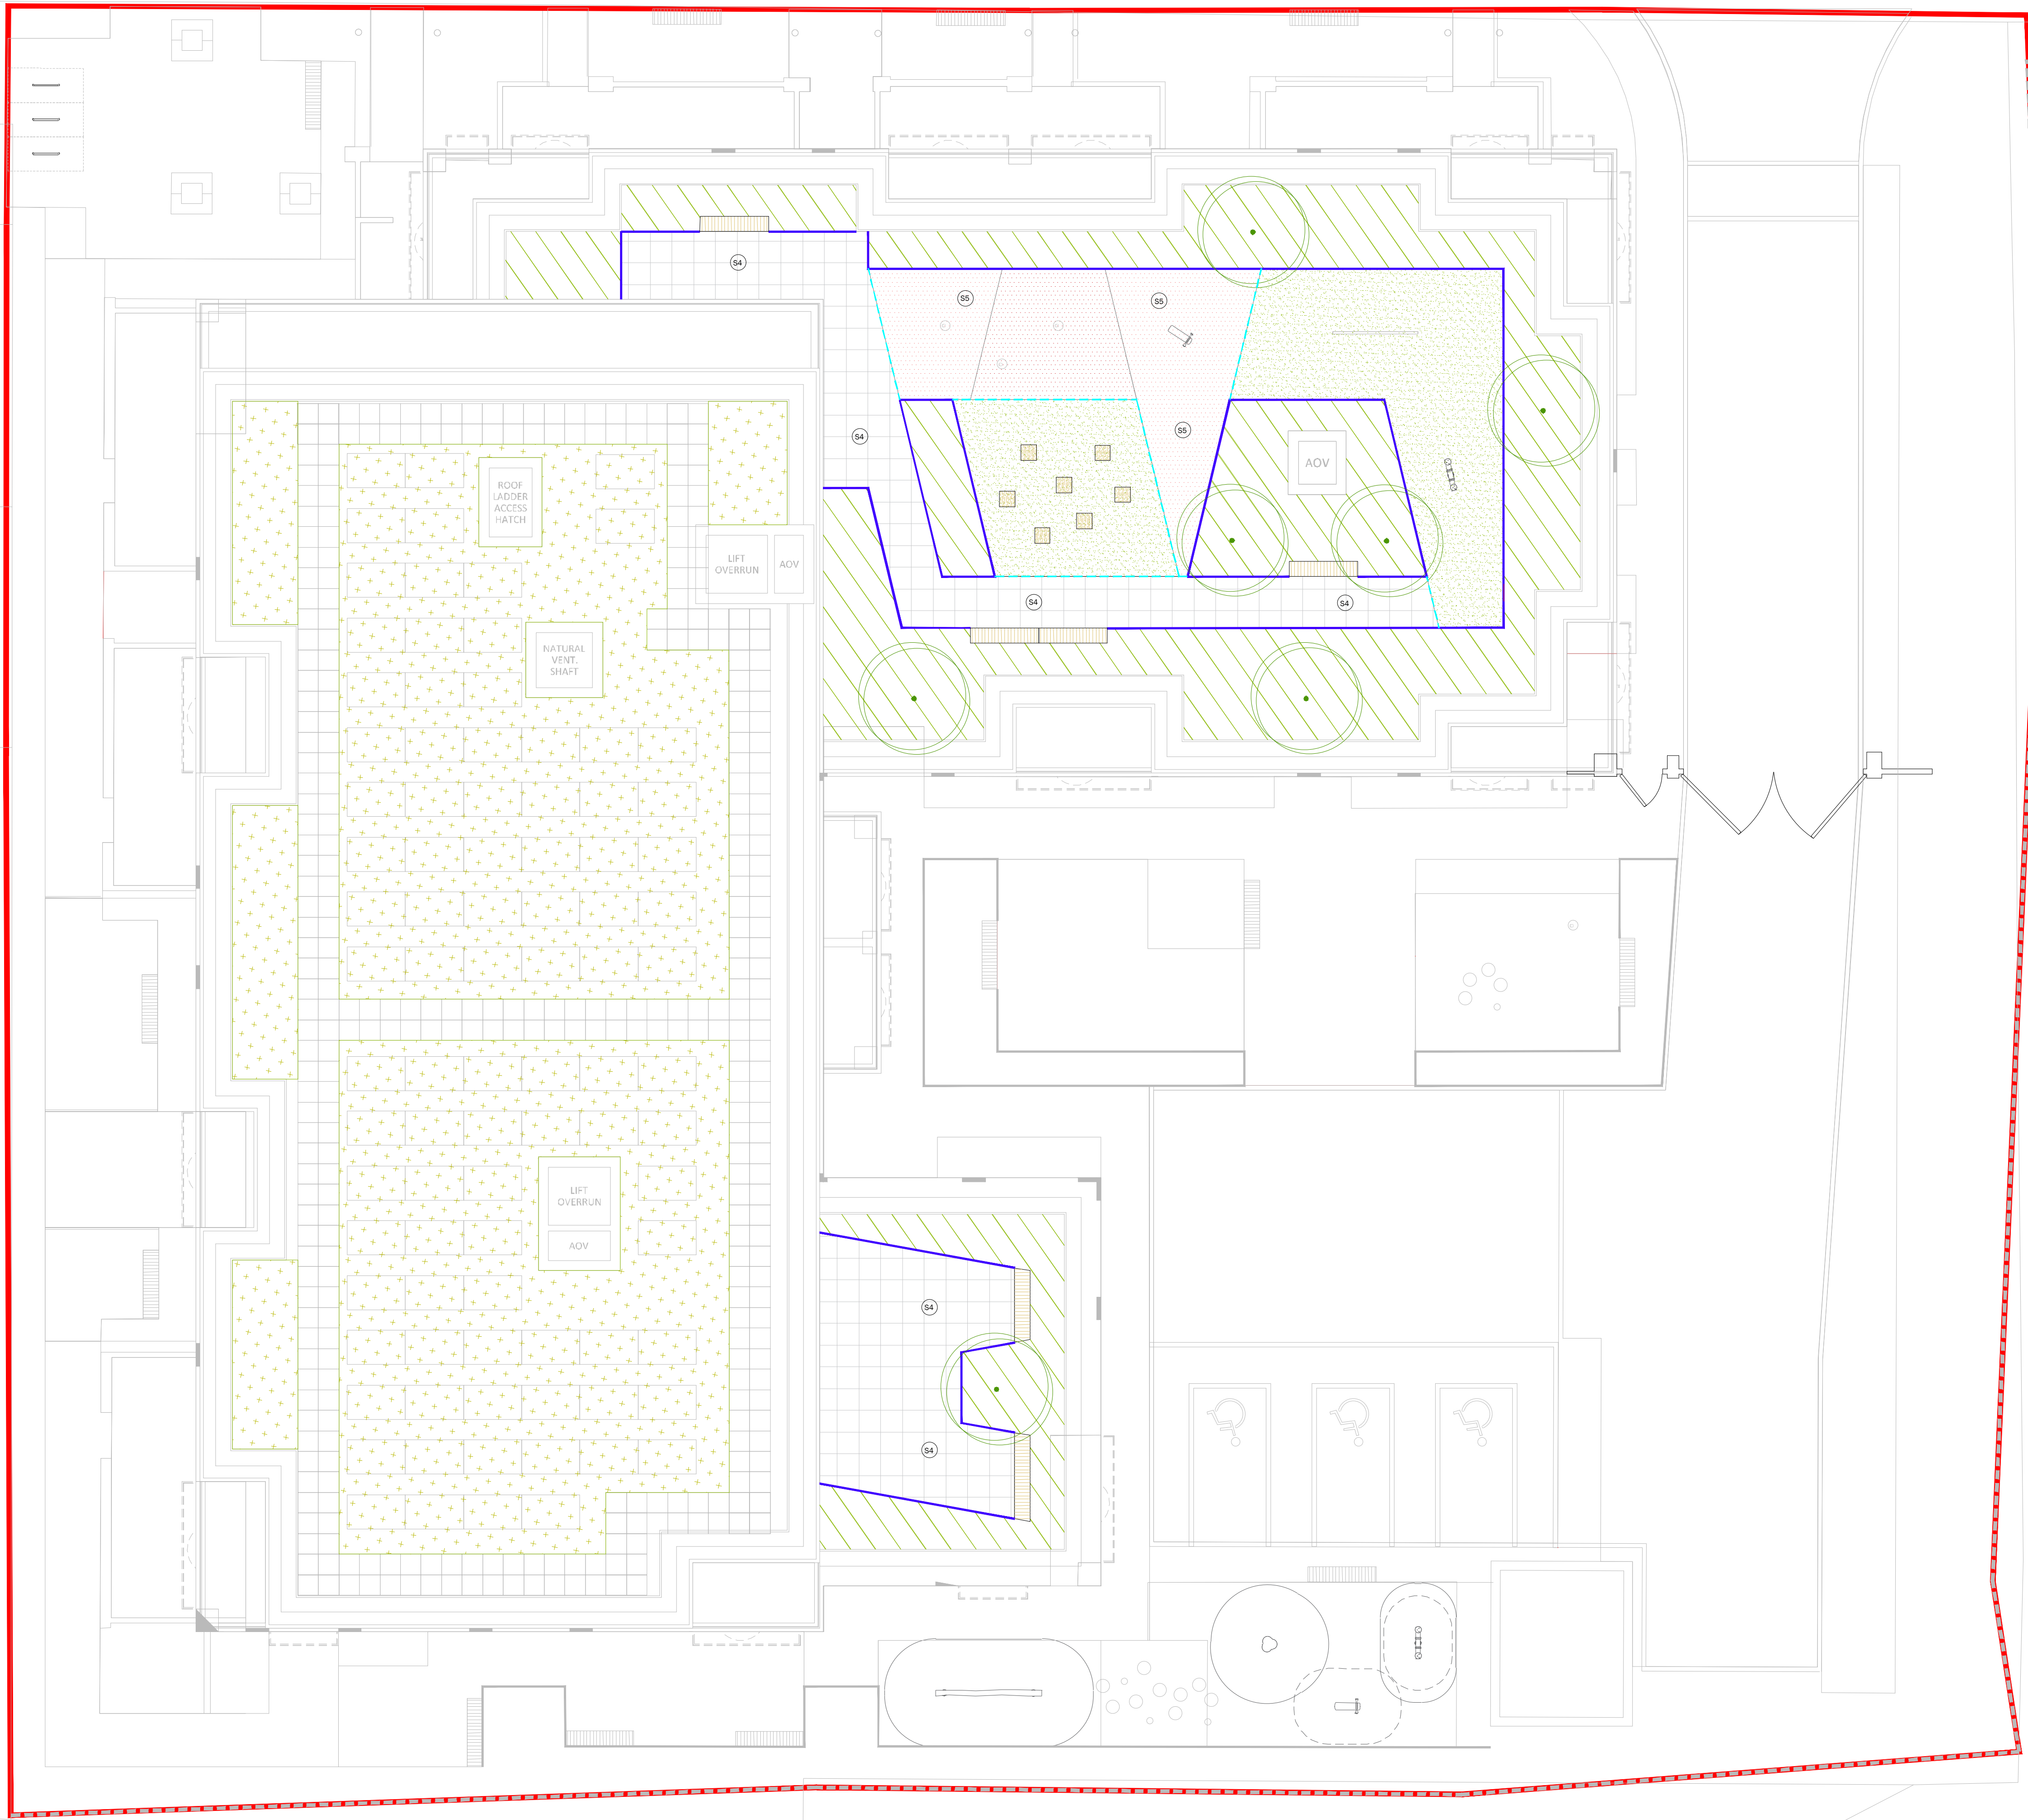 S4
S5
S5
S4
S5
AOV
ROOF
LADDER
ACCESS
HATCH
LIFT
OVERRUN
AOV
S4
S4
NATURAL
VENT.
SHAFT
LIFT
OVERRUN
AOV
S4
S4